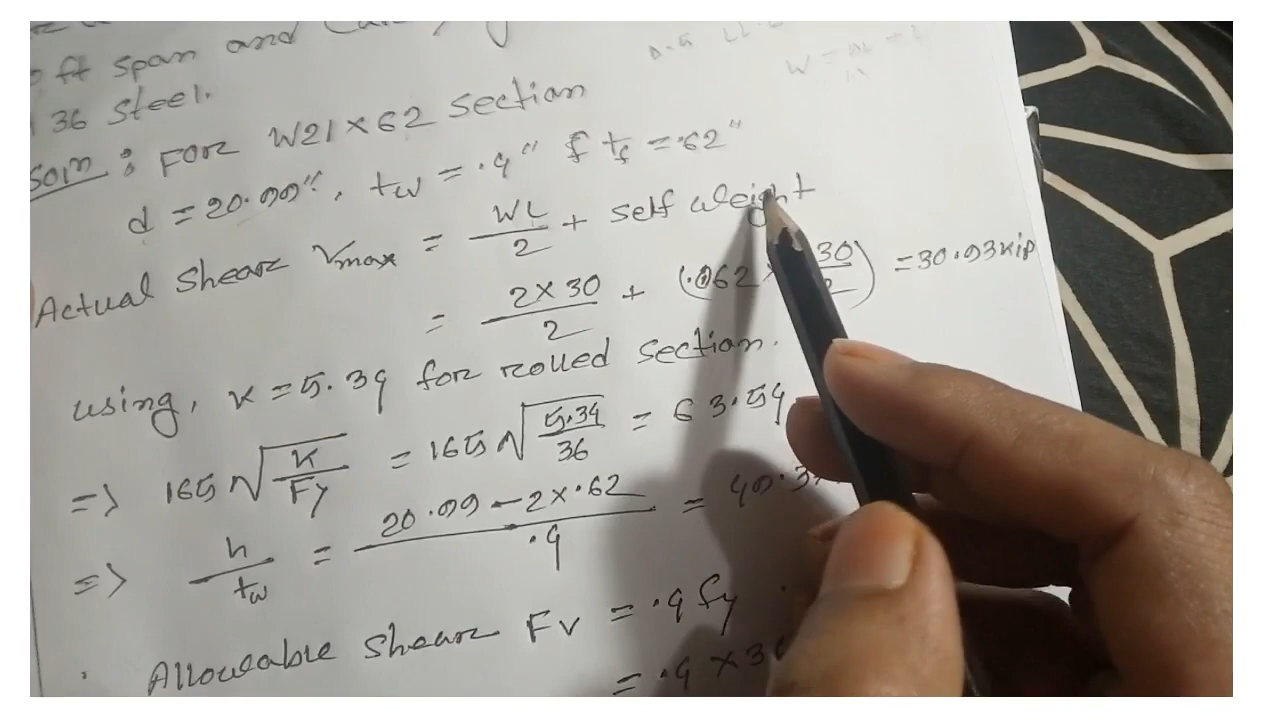 ft span and
36 steel.
Soln : For W21×62 section
d = 20.99", tw = .4" & tf = .62"
Actual Shear Vmax = WL/2 + self weight
= 2×30/2 + (.062 × 30/2) = 30.93 kip
using, K = 5.34 for rolled section.
=> 165√K/Fy = 165√5.34/36 = 63.54
=> h/tw = 20.99 - 2×.62/.4 = 49.3
Allowable shear Fv = .4 fy
= .4 × 3